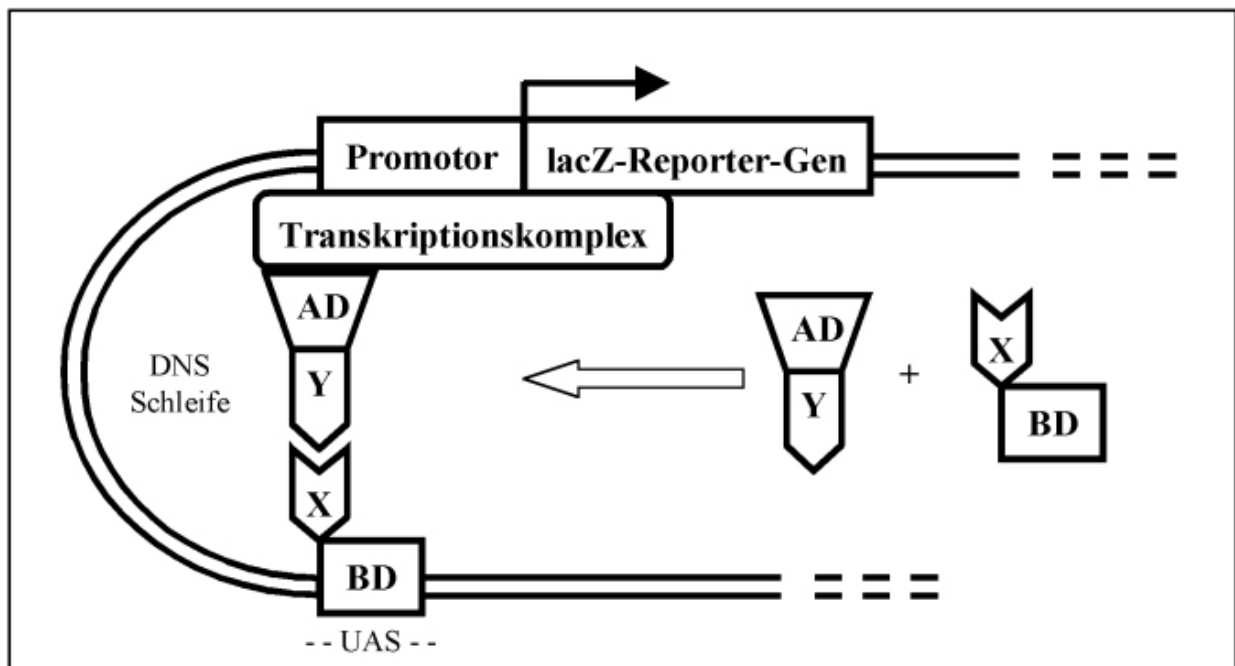 Promotor
lacZ-Reporter-Gen
Transkriptionskomplex
AD
Y
X
BD
- - UAS - -
DNS
Schleife
AD
Y
+
X
BD